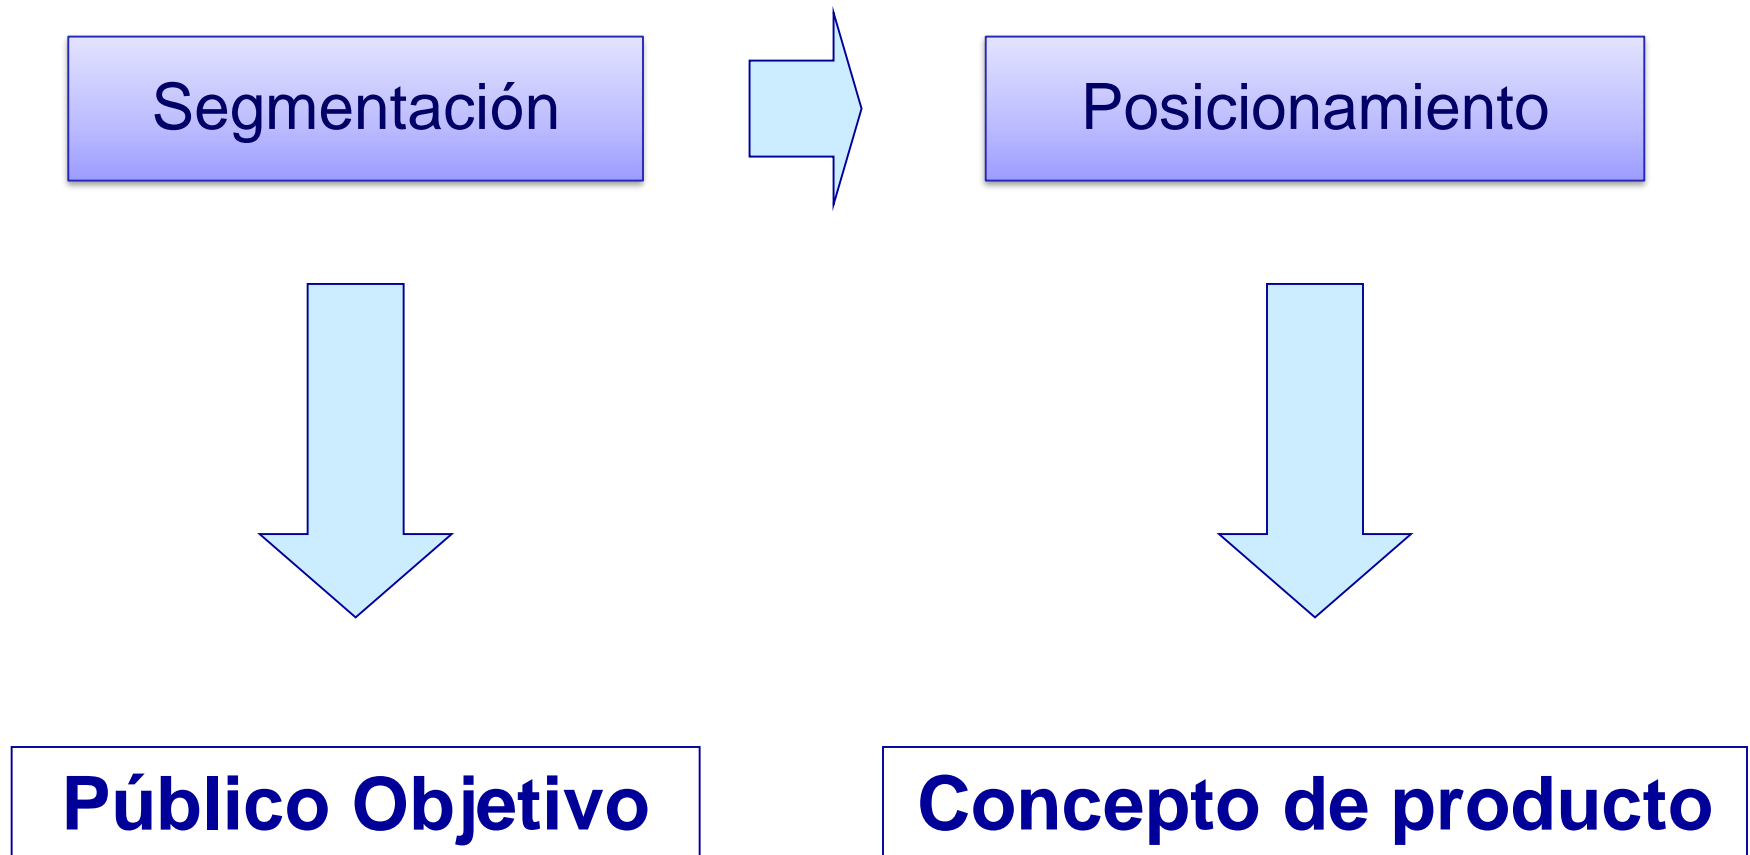 Segmentación
Posicionamiento
Público Objetivo
Concepto de producto